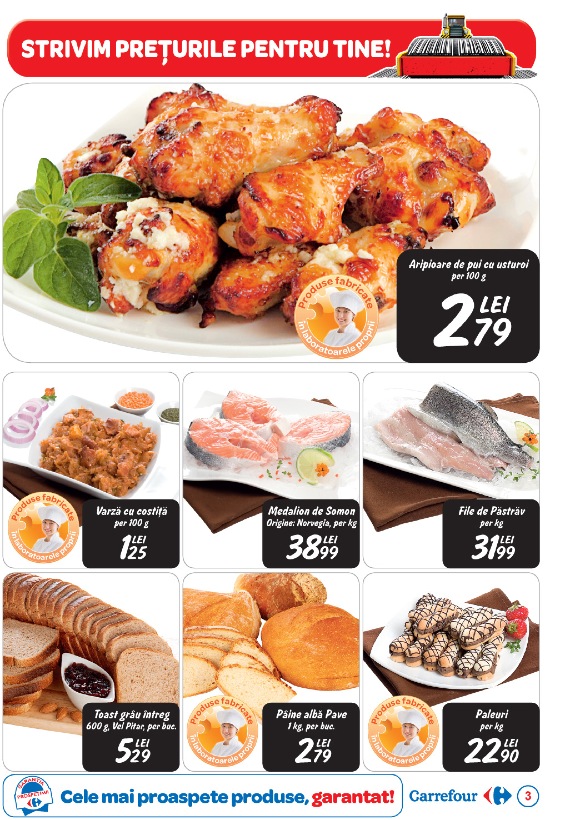 STRIVIM PREȚURILE PENTRU TINE!
Aripioare de pui cu usturoi
per 100 g
2 LEI 79
Produse fabricate
în laboratoarele proprii
Varză cu costiță
per 100 g
1 LEI 25
Produse fabricate
în laboratoarele proprii
Medalion de Somon
Origine: Norvegia, per kg
38 LEI 99
File de Păstrăv
per kg
31 LEI 99
Toast grâu întreg
600 g, Vel Pitar, per buc.
5 LEI 29
Pâine albă Pave
1 kg, per buc.
2 LEI 79
Produse fabricate
în laboratoarele proprii
Paleuri
per kg
22 LEI 90
Produse fabricate
în laboratoarele proprii
GARANȚIA
PROSPEȚIMII
Cele mai proaspete produse, garantat!
Carrefour
3